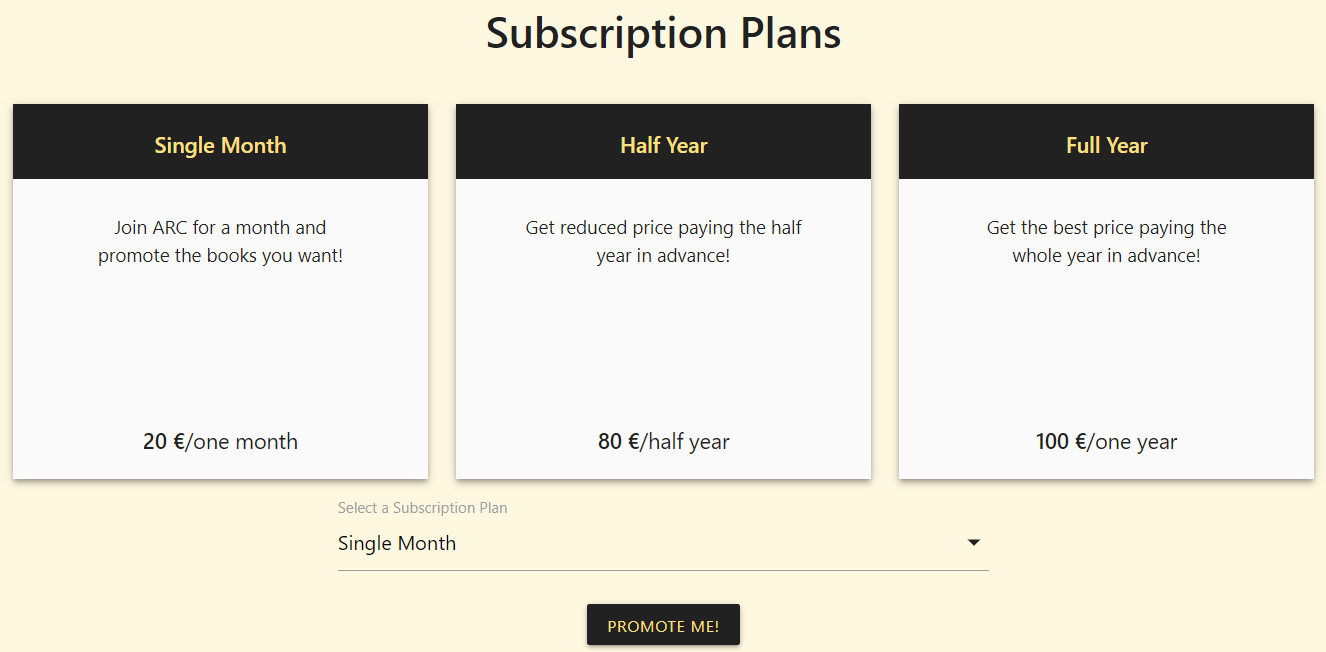 Subscription Plans
Single Month
Join ARC for a month and
promote the books you want!
20 €/one month
Half Year
Get reduced price paying the half
year in advance!
80 €/half year
Full Year
Get the best price paying the
whole year in advance!
100 €/one year
Select a Subscription Plan
Single Month
PROMOTE ME!